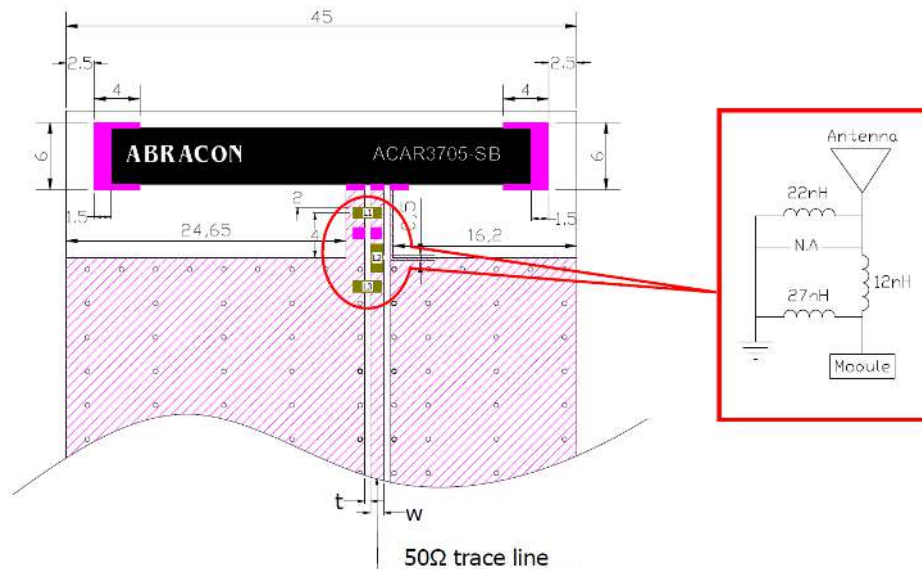 45
2,5
2,5
4
4
6
ABRACON
ACAR3705-SB
6
1.5
2
L1
1.5
24,65
4
16,2
L2
L3
Antenna
22nH
N.A
12nH
27nH
Mooule
t
w
50Ω trace line